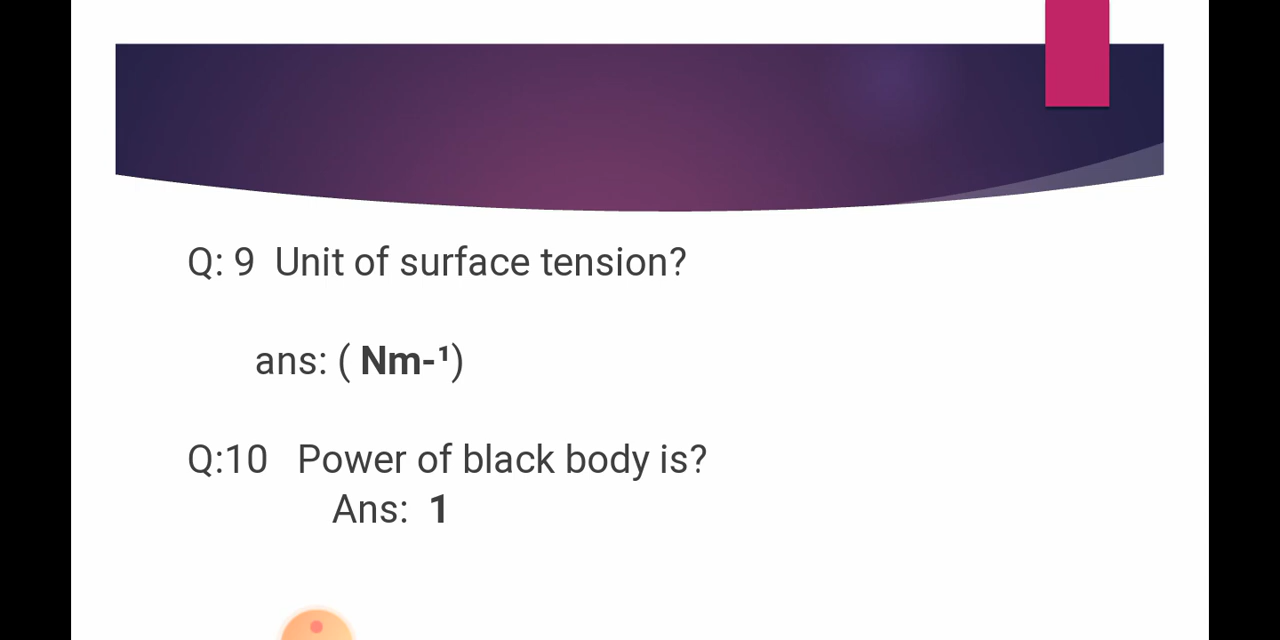 Q: 9 Unit of surface tension?
ans: ( Nm-¹)
Q:10 Power of black body is?
Ans: 1